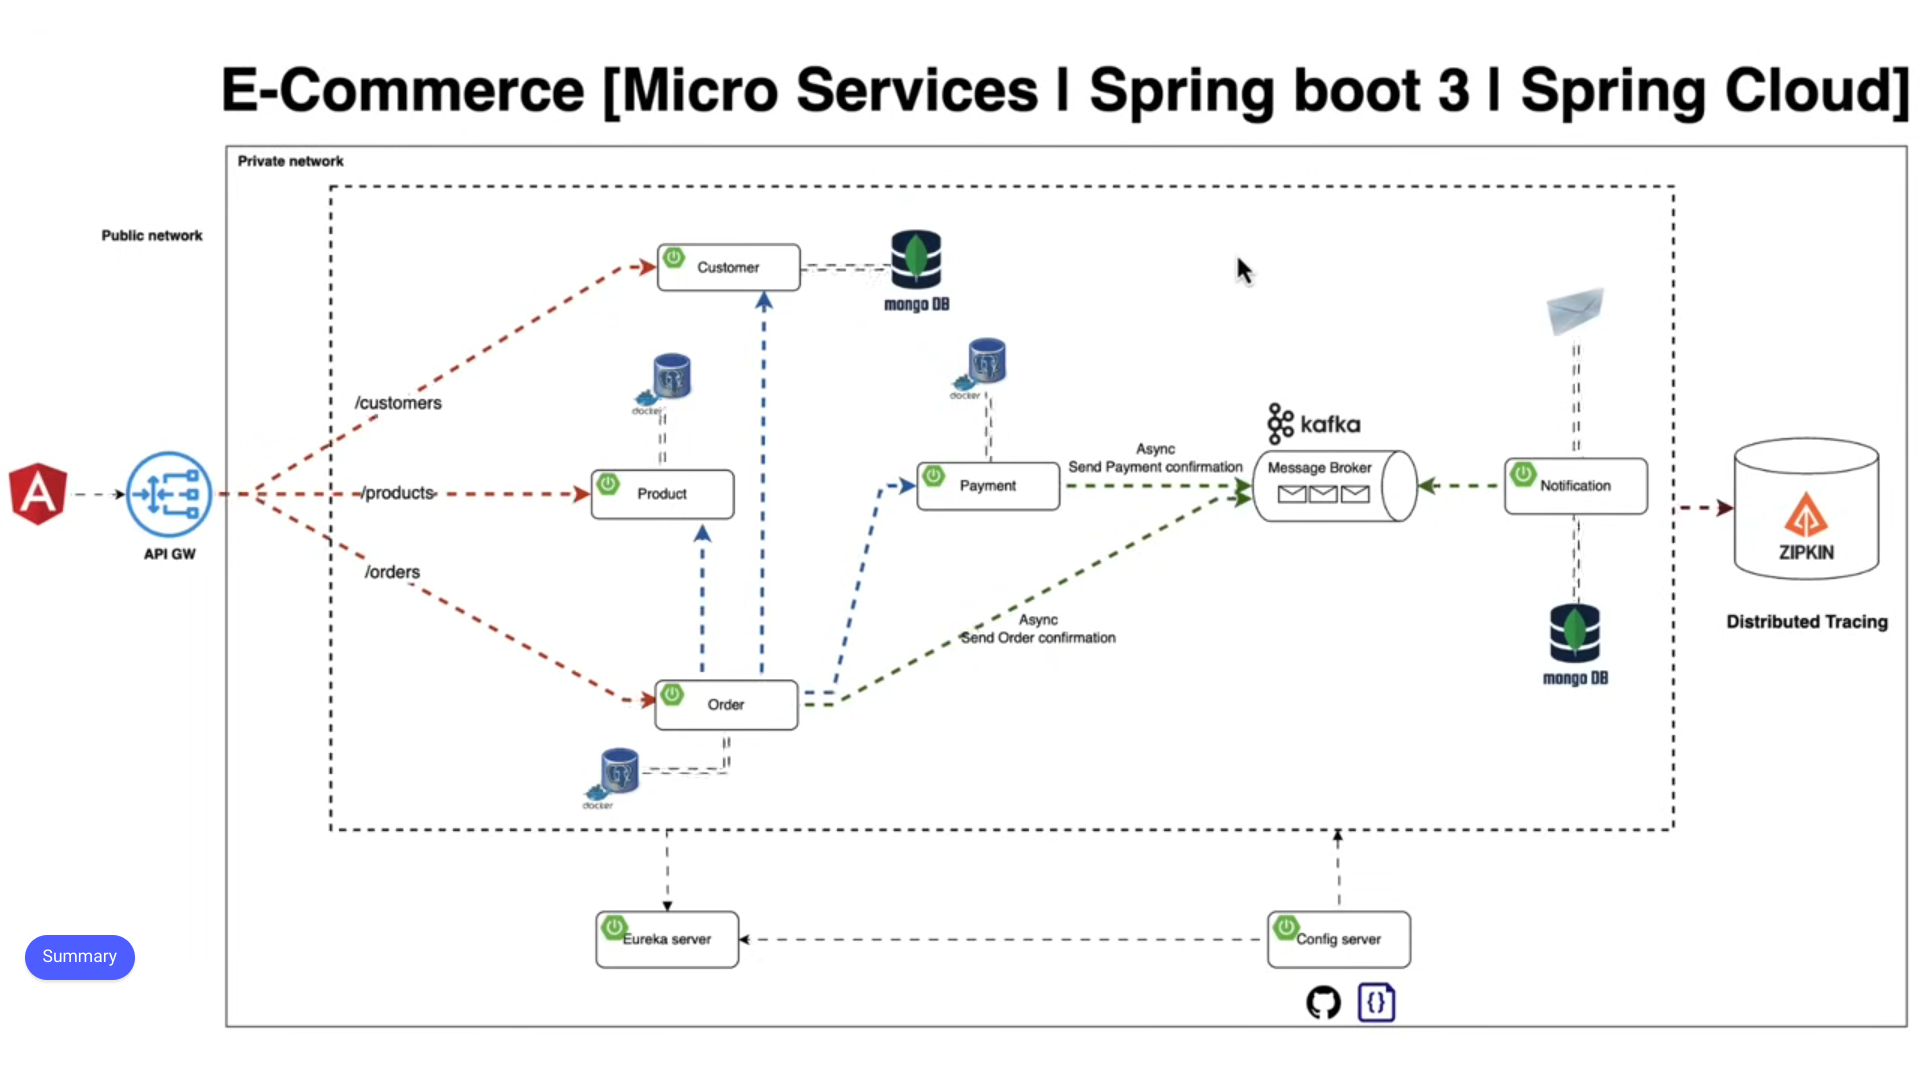 E-Commerce [Micro Services | Spring boot 3 | Spring Cloud]
Private network
Public network
Customer
mongo DB
docker
docker
/customers
kafka
Async
Send Payment confirmation
Message Broker
/products
Product
Payment
Notification
API GW
ZIPKIN
/orders
Async
Send Order confirmation
Distributed Tracing
mongo DB
Order
docker
Eureka server
Config server
{}
Summary